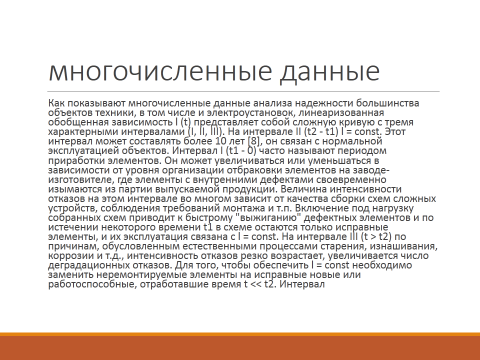 многочисленные данные
Как показывают многочисленные данные анализа надежности большинства
объектов техники, в том числе и электроустановок, линеаризованная
обобщенная зависимость l (t) представляет собой сложную кривую с тремя
характерными интервалами (I, II, III). На интервале II (t2 - t1) l = const. Этот
интервал может составлять более 10 лет [8], он связан с нормальной
эксплуатацией объектов. Интервал I (t1 - 0) часто называют периодом
приработки элементов. Он может увеличиваться или уменьшаться в
зависимости от уровня организации отбраковки элементов на заводе-
изготовителе, где элементы с внутренними дефектами своевременно
изымаются из партии выпускаемой продукции. Величина интенсивности
отказов на этом интервале во многом зависит от качества сборки схем сложных
устройств, соблюдения требований монтажа и т.п. Включение под нагрузку
собранных схем приводит к быстрому "выжиганию" дефектных элементов и по
истечении некоторого времени t1 в схеме остаются только исправные
элементы, и их эксплуатация связана с l = const. На интервале III (t > t2) по
причинам, обусловленным естественными процессами старения, изнашивания,
коррозии и т.д., интенсивность отказов резко возрастает, увеличивается число
деградационных отказов. Для того, чтобы обеспечить l = const необходимо
заменить неремонтируемые элементы на исправные новые или
работоспособные, отработавшие время t << t2. Интервал